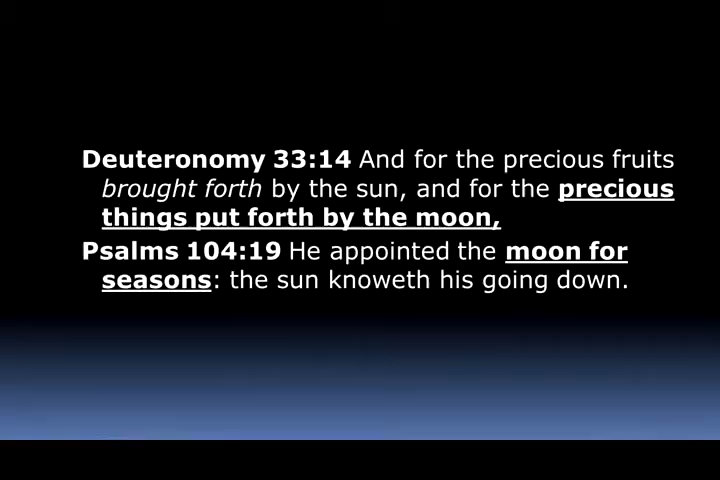 Deuteronomy 33:14 And for the precious fruits
brought forth by the sun, and for the precious
things put forth by the moon,
Psalms 104:19 He appointed the moon for
seasons: the sun knoweth his going down.